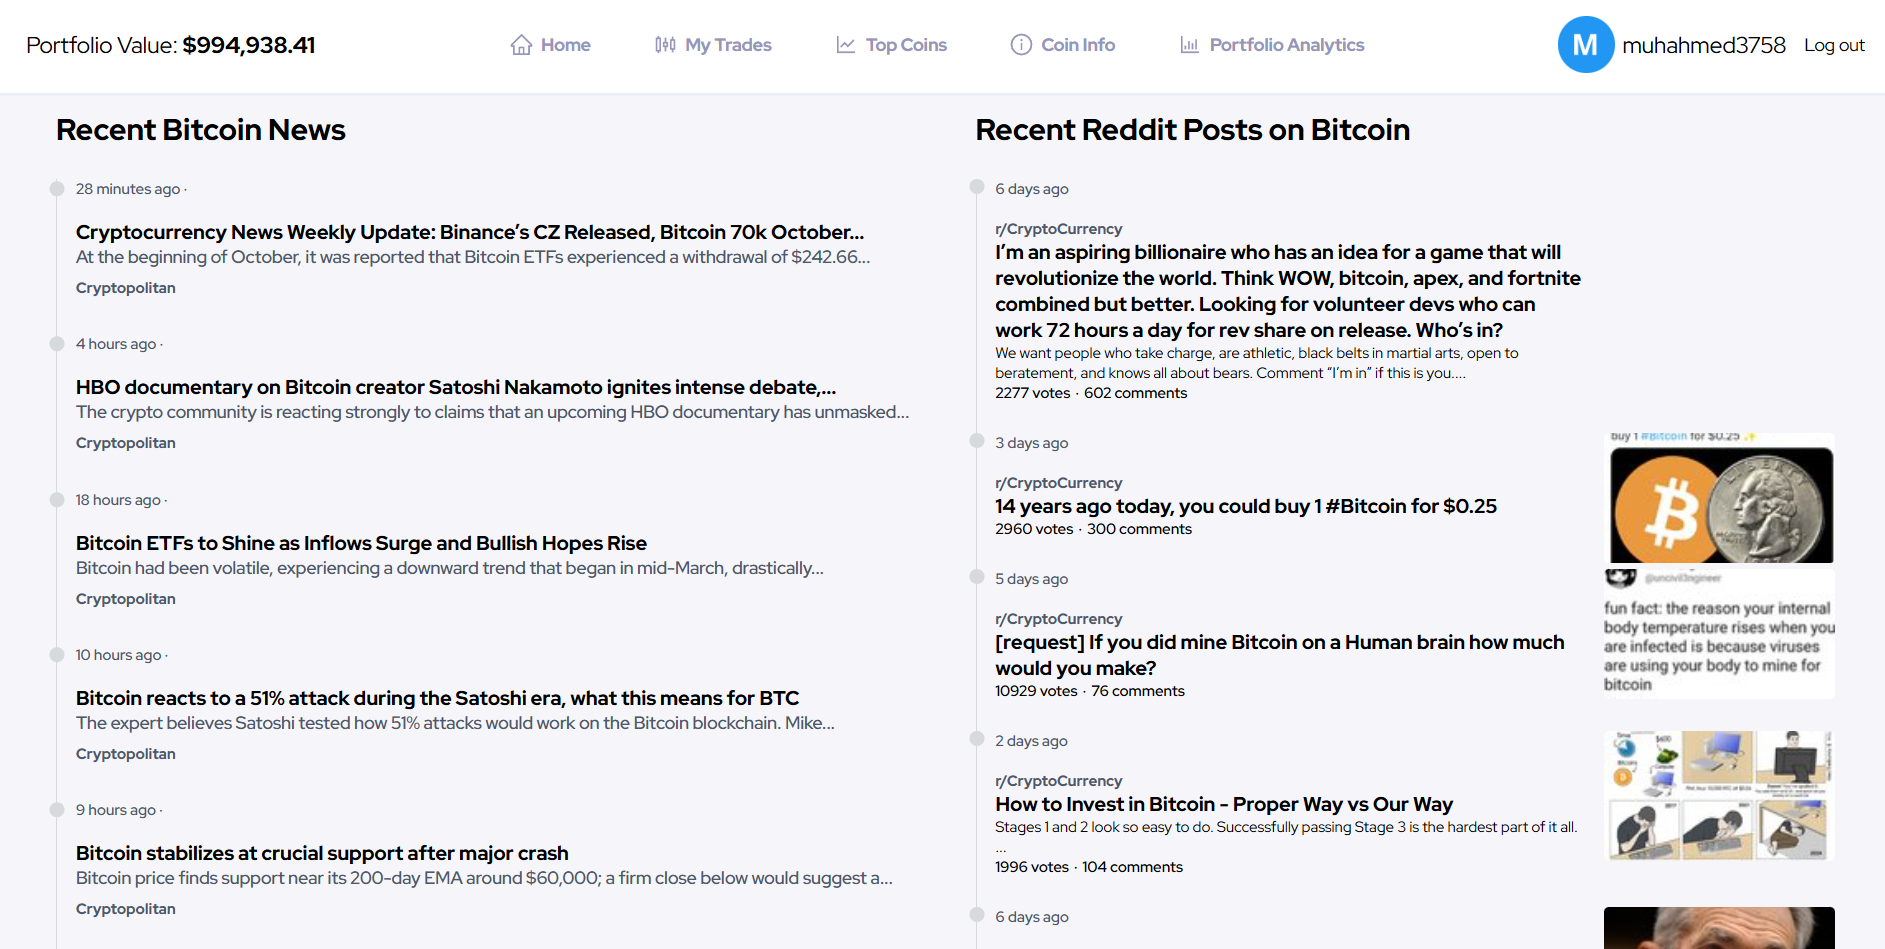 Portfolio Value: $994,938.41
Home
My Trades
Top Coins
Coin Info
Portfolio Analytics
M
muhahmed3758
Log out
Recent Bitcoin News
28 minutes ago ·
Cryptocurrency News Weekly Update: Binance’s CZ Released, Bitcoin 70k October...
At the beginning of October, it was reported that Bitcoin ETFs experienced a withdrawal of $242.66...
Cryptopolitan
4 hours ago ·
HBO documentary on Bitcoin creator Satoshi Nakamoto ignites intense debate,...
The crypto community is reacting strongly to claims that an upcoming HBO documentary has unmasked...
Cryptopolitan
18 hours ago ·
Bitcoin ETFs to Shine as Inflows Surge and Bullish Hopes Rise
Bitcoin had been volatile, experiencing a downward trend that began in mid-March, drastically...
Cryptopolitan
10 hours ago ·
Bitcoin reacts to a 51% attack during the Satoshi era, what this means for BTC
The expert believes Satoshi tested how 51% attacks would work on the Bitcoin blockchain. Mike...
Cryptopolitan
9 hours ago ·
Bitcoin stabilizes at crucial support after major crash
Bitcoin price finds support near its 200-day EMA around $60,000; a firm close below would suggest a...
Cryptopolitan
Recent Reddit Posts on Bitcoin
6 days ago
r/CryptoCurrency
I’m an aspiring billionaire who has an idea for a game that will
revolutionize the world. Think WOW, bitcoin, apex, and fortnite
combined but better. Looking for volunteer devs who can
work 72 hours a day for rev share on release. Who’s in?
We want people who take charge, are athletic, black belts in martial arts, open to
beratement, and knows all about bears. Comment “I’m in” if this is you....
2277 votes · 602 comments
3 days ago
r/CryptoCurrency
14 years ago today, you could buy 1 #Bitcoin for $0.25
2960 votes · 300 comments
buy 1 #Bitcoin for $0.25
LIBERTY
5 days ago
r/CryptoCurrency
[request] If you did mine Bitcoin on a Human brain how much
would you make?
10929 votes · 76 comments
@uncivil3ngineer
fun fact: the reason your internal
body temperature rises when you
are infected is because viruses
are using your body to mine for
bitcoin
2 days ago
r/CryptoCurrency
How to Invest in Bitcoin - Proper Way vs Our Way
Stages 1 and 2 look so easy to do. Successfully passing Stage 3 is the hardest part of it all.
...
1996 votes · 104 comments
Time
$600
Bitcoin
6 days ago